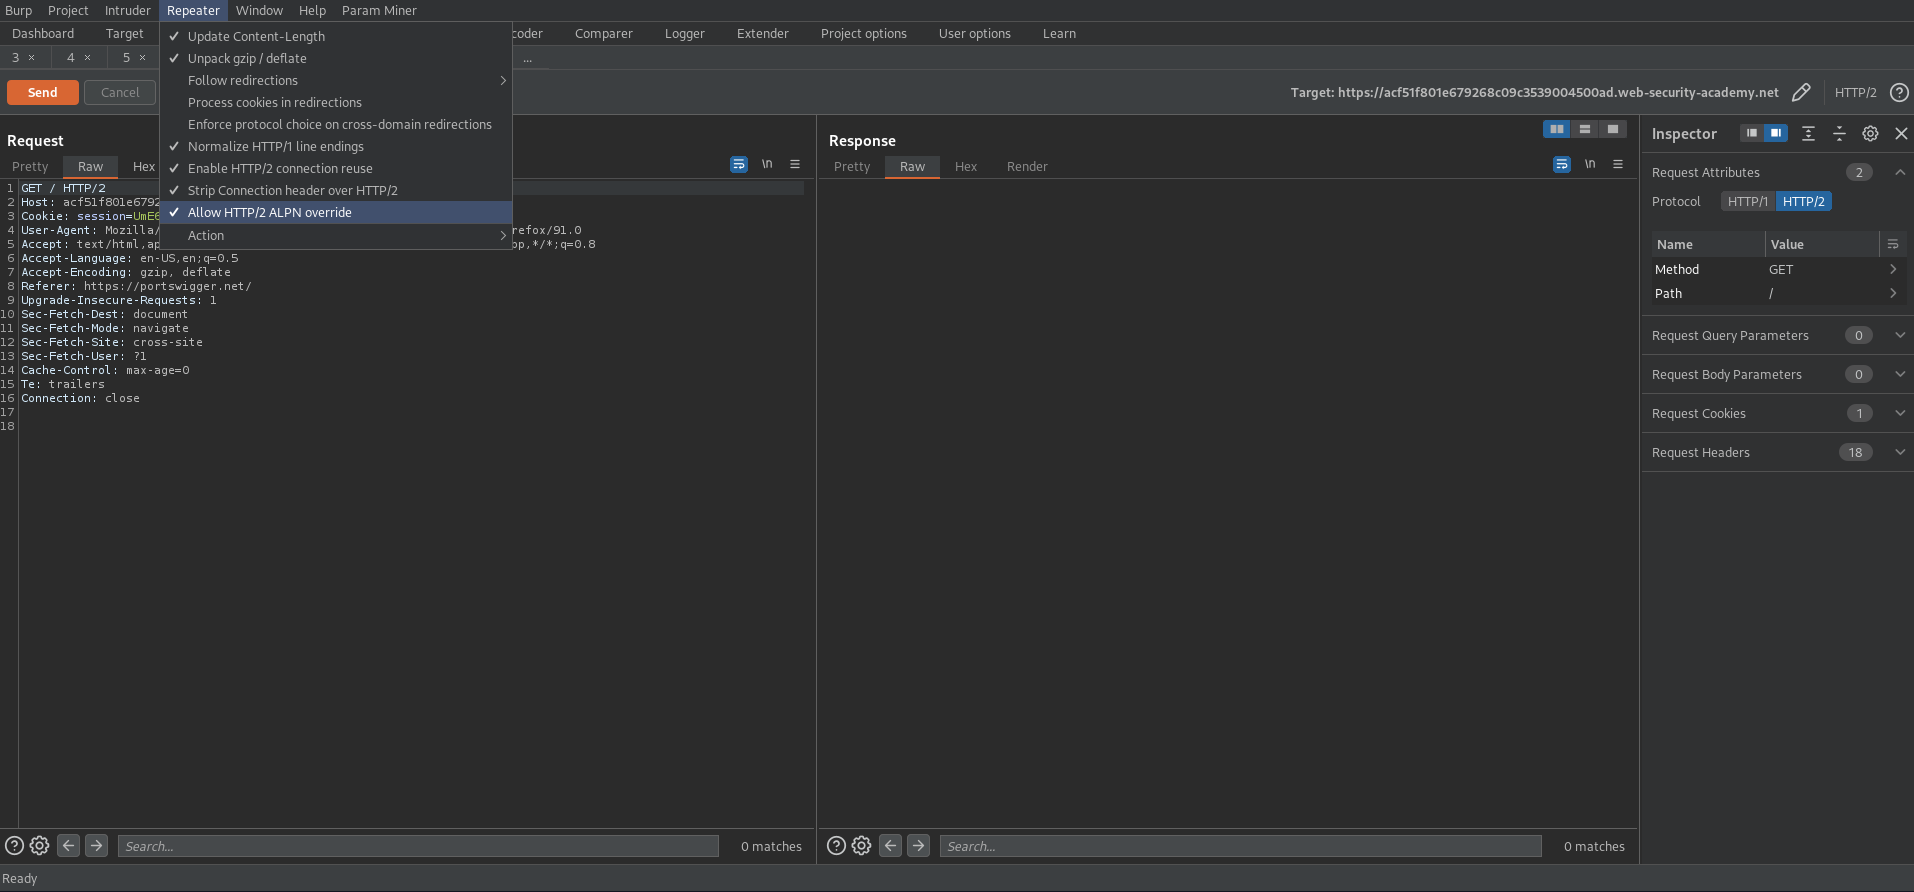 Burp Project Intruder Repeater Window Help Param Miner
Dashboard Target coder Comparer Logger Extender Project options User options Learn
3 × 4 × 5 × ...
Send Cancel Target: https://acf51f801e679268c09c3539004500ad.web-security-academy.net HTTP/2 ?
✓ Update Content-Length
✓ Unpack gzip / deflate
Follow redirections >
Process cookies in redirections
Enforce protocol choice on cross-domain redirections
✓ Normalize HTTP/1 line endings
✓ Enable HTTP/2 connection reuse
✓ Strip Connection header over HTTP/2
✓ Allow HTTP/2 ALPN override
Action >
Request
Pretty Raw Hex \n
1 GET / HTTP/2
2 Host: acf51f801e6792
3 Cookie: session=UmE6
4 User-Agent: Mozilla/ refox/91.0
5 Accept: text/html,ap op,*/*;q=0.8
6 Accept-Language: en-US,en;q=0.5
7 Accept-Encoding: gzip, deflate
8 Referer: https://portswigger.net/
9 Upgrade-Insecure-Requests: 1
10 Sec-Fetch-Dest: document
11 Sec-Fetch-Mode: navigate
12 Sec-Fetch-Site: cross-site
13 Sec-Fetch-User: ?1
14 Cache-Control: max-age=0
15 Te: trailers
16 Connection: close
17
18
? Search... 0 matches
Response
Pretty Raw Hex Render \n
? Search... 0 matches
Inspector
Request Attributes 2
Protocol HTTP/1 HTTP/2
Name Value
Method GET >
Path / >
Request Query Parameters 0
Request Body Parameters 0
Request Cookies 1
Request Headers 18
Ready